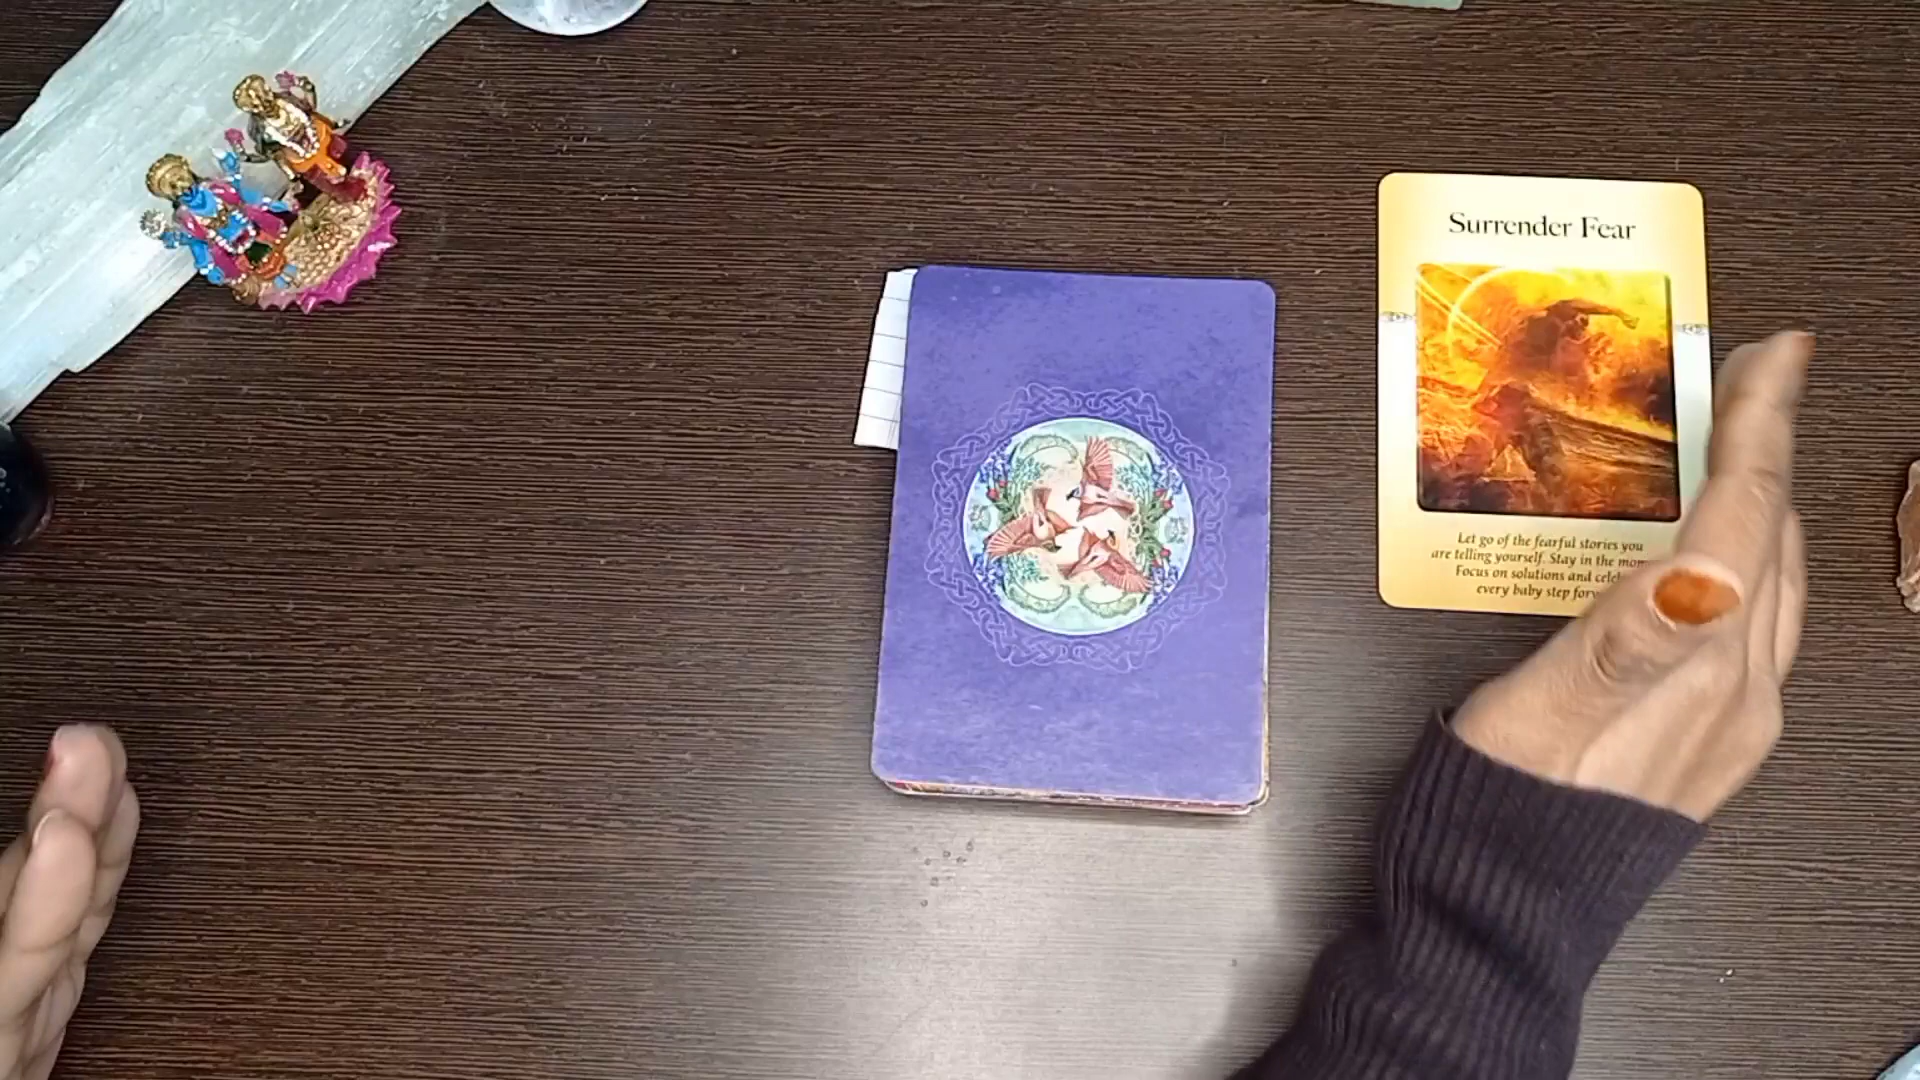 Surrender Fear
Let go of the fearful stories you
are telling yourself. Stay in the
Focus on solutions and
every baby step